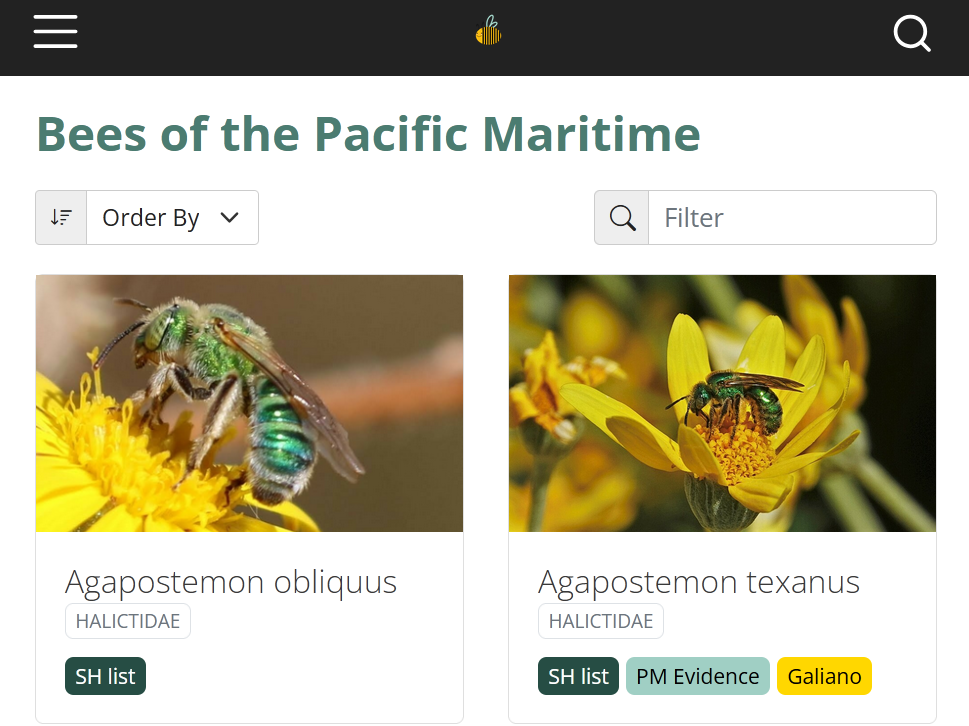 Bees of the Pacific Maritime
Order By
Filter
Agapostemon obliquus
HALICTIDAE
SH list
Agapostemon texanus
HALICTIDAE
SH list PM Evidence Galiano